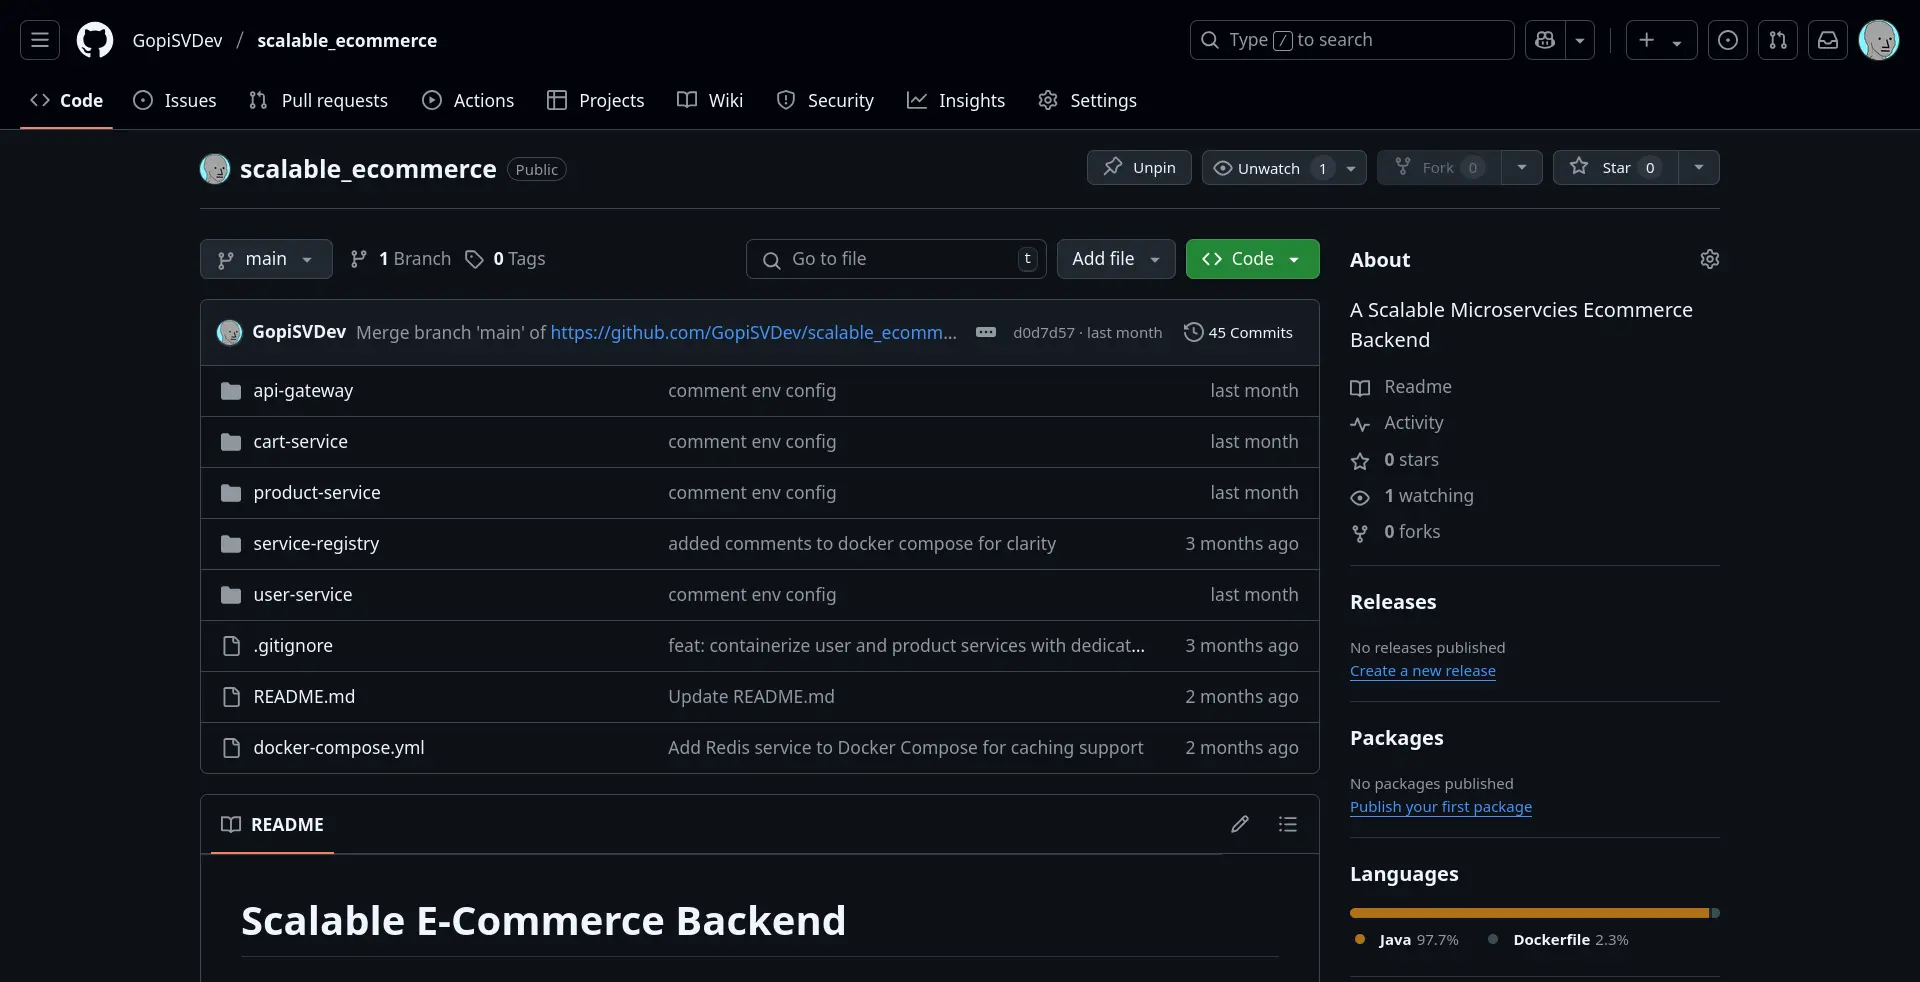 GopiSVDev / scalable_ecommerce
Type / to search
Code Issues Pull requests Actions Projects Wiki Security Insights Settings
scalable_ecommerce Public
Unpin Unwatch 1 Fork 0 Star 0
main 1 Branch 0 Tags
Go to file t Add file Code
GopiSVDev Merge branch 'main' of https://github.com/GopiSVDev/scalable_ecomm... d0d7d57 · last month 45 Commits
api-gateway comment env config last month
cart-service comment env config last month
product-service comment env config last month
service-registry added comments to docker compose for clarity 3 months ago
user-service comment env config last month
.gitignore feat: containerize user and product services with dedicat... 3 months ago
README.md Update README.md 2 months ago
docker-compose.yml Add Redis service to Docker Compose for caching support 2 months ago
README
Scalable E-Commerce Backend
About
A Scalable Microservcies Ecommerce
Backend
Readme
Activity
0 stars
1 watching
0 forks
Releases
No releases published
Create a new release
Packages
No packages published
Publish your first package
Languages
Java 97.7% Dockerfile 2.3%